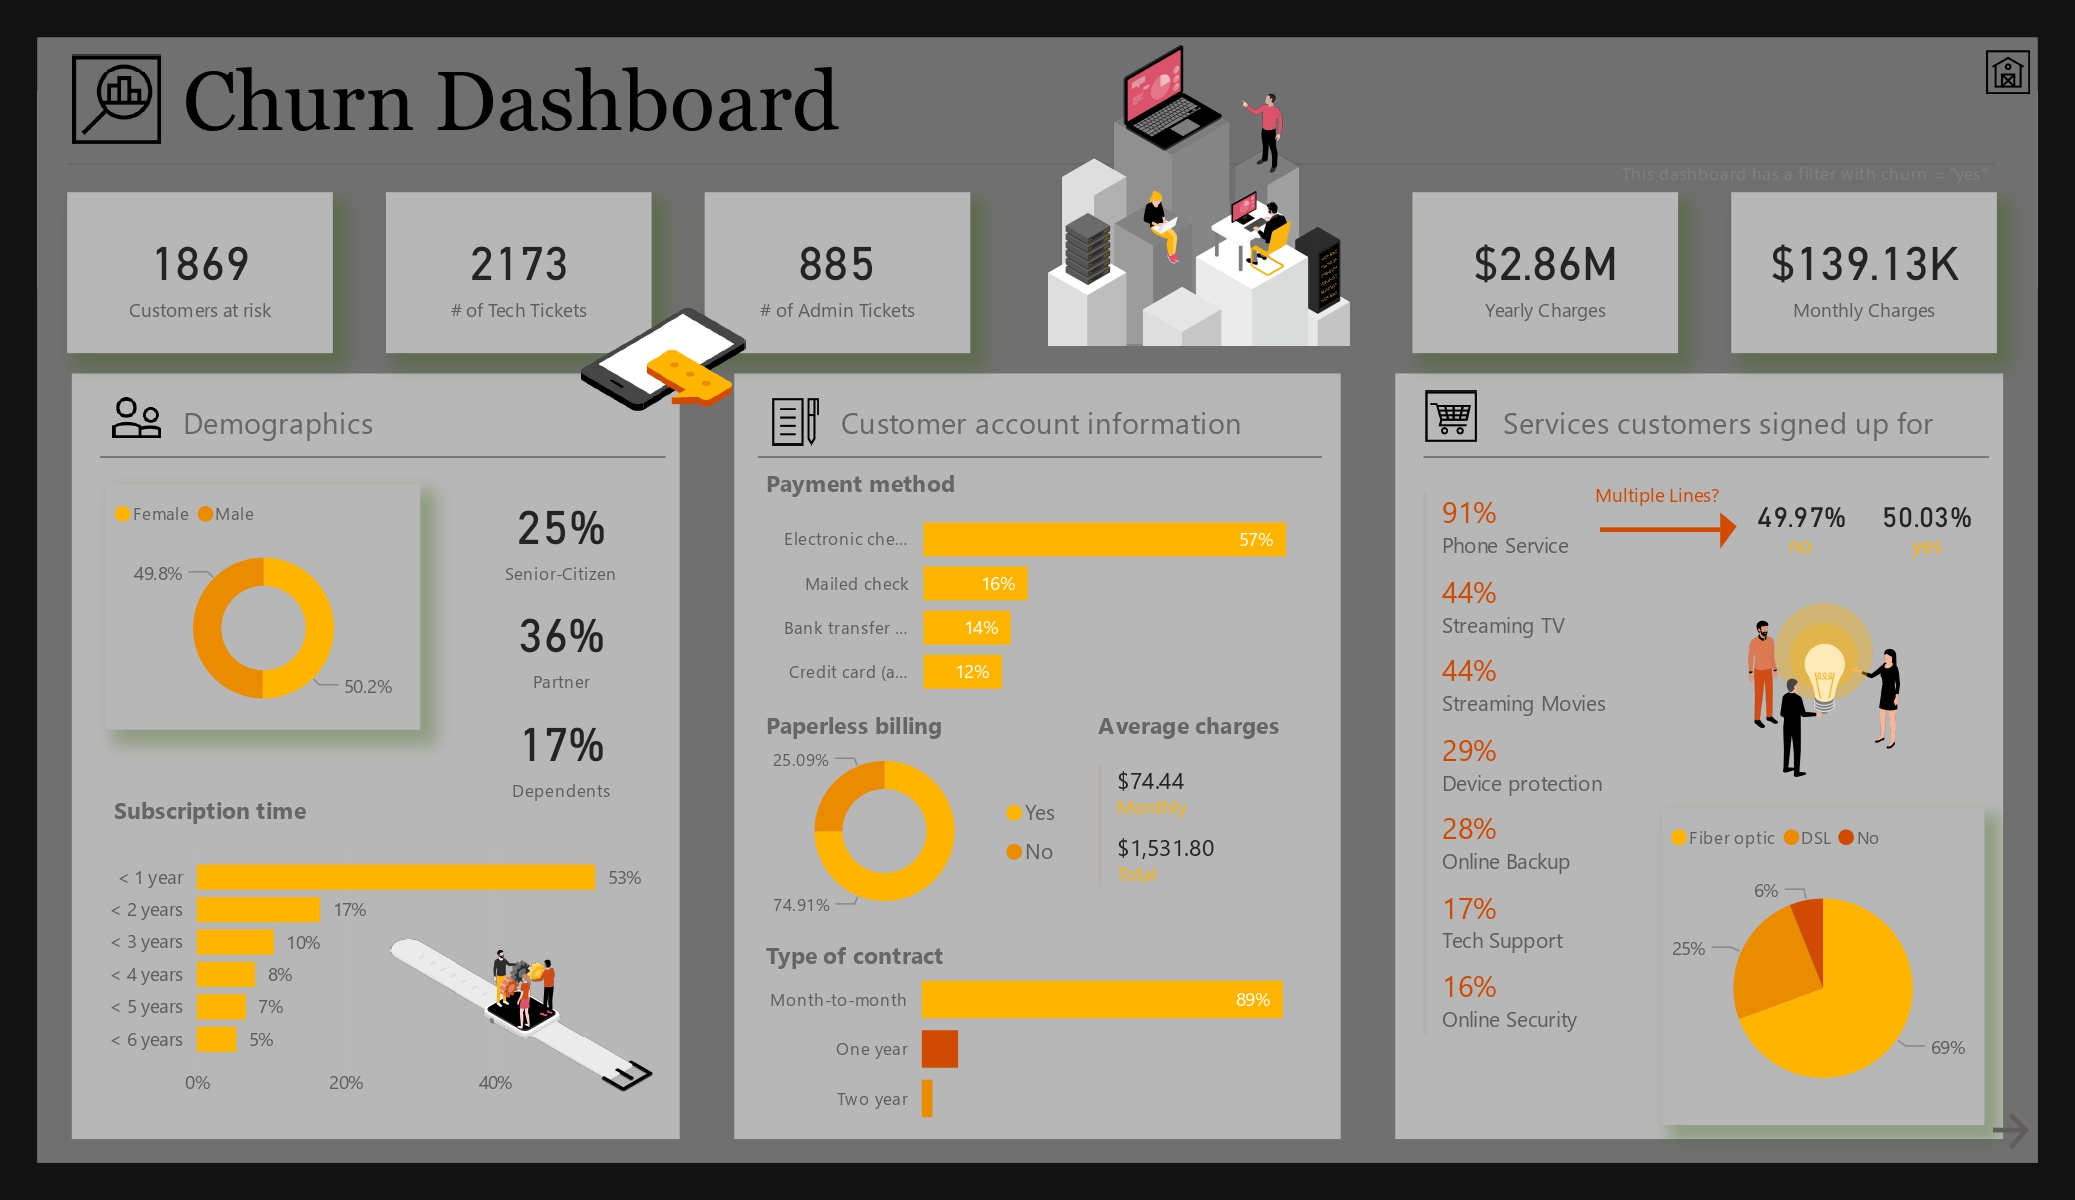 Churn Dashboard
This dashboard has a filter with churn = "yes"
1869
Customers at risk
2173
# of Tech Tickets
885
# of Admin Tickets
$2.86M
Yearly Charges
$139.13K
Monthly Charges
Demographics
Female Male
49.8%
50.2%
25%
Senior-Citizen
36%
Partner
17%
Dependents
Subscription time
< 1 year 53%
< 2 years 17%
< 3 years 10%
< 4 years 8%
< 5 years 7%
< 6 years 5%
0% 20% 40%
Customer account information
Payment method
Electronic che... 57%
Mailed check 16%
Bank transfer ... 14%
Credit card (a... 12%
Paperless billing
25.09%
74.91%
Yes
No
Average charges
$74.44
Monthly
$1,531.80
Total
Type of contract
Month-to-month 89%
One year
Two year
Services customers signed up for
91%
Phone Service
Multiple Lines?
49.97%
no
50.03%
yes
44%
Streaming TV
44%
Streaming Movies
29%
Device protection
28%
Online Backup
17%
Tech Support
16%
Online Security
Fiber optic DSL No
6%
25%
69%